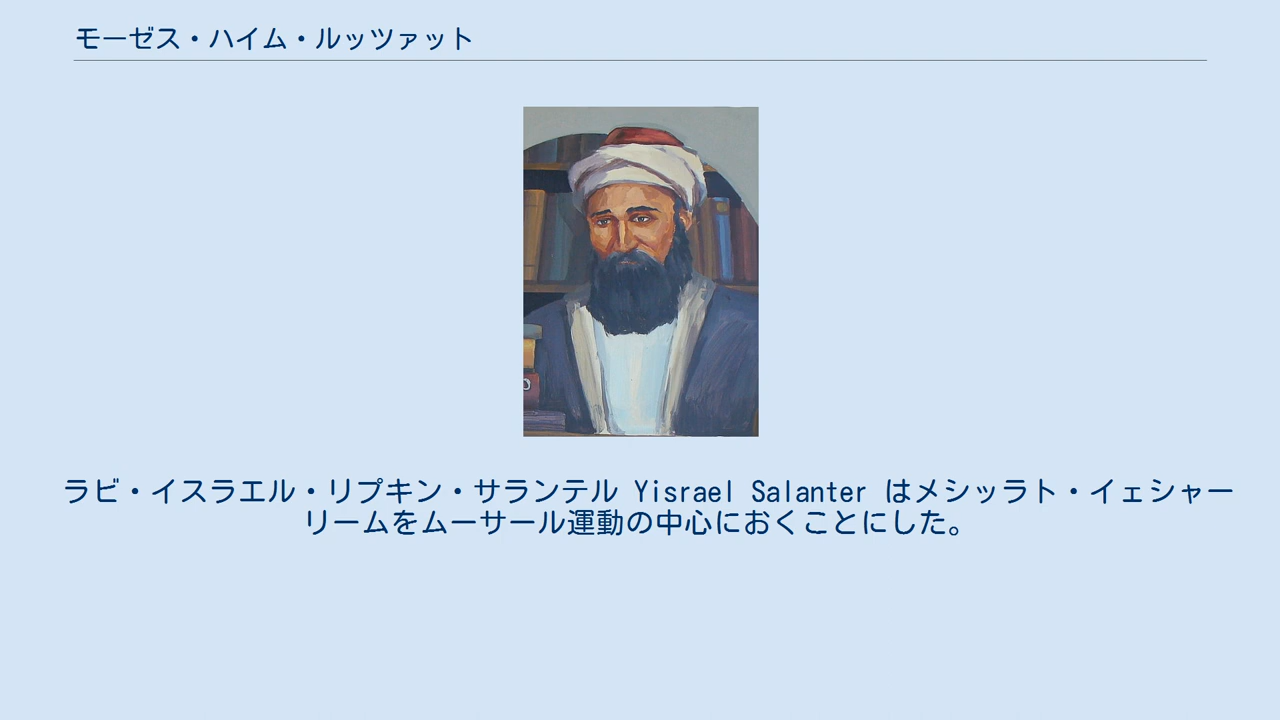 モーゼス・ハイム・ルッツァット
ラビ・イスラエル・リプキン・サランテル Yisrael Salanter はメシッラト・イェシャー
リームをムーサール運動の中心におくことにした。